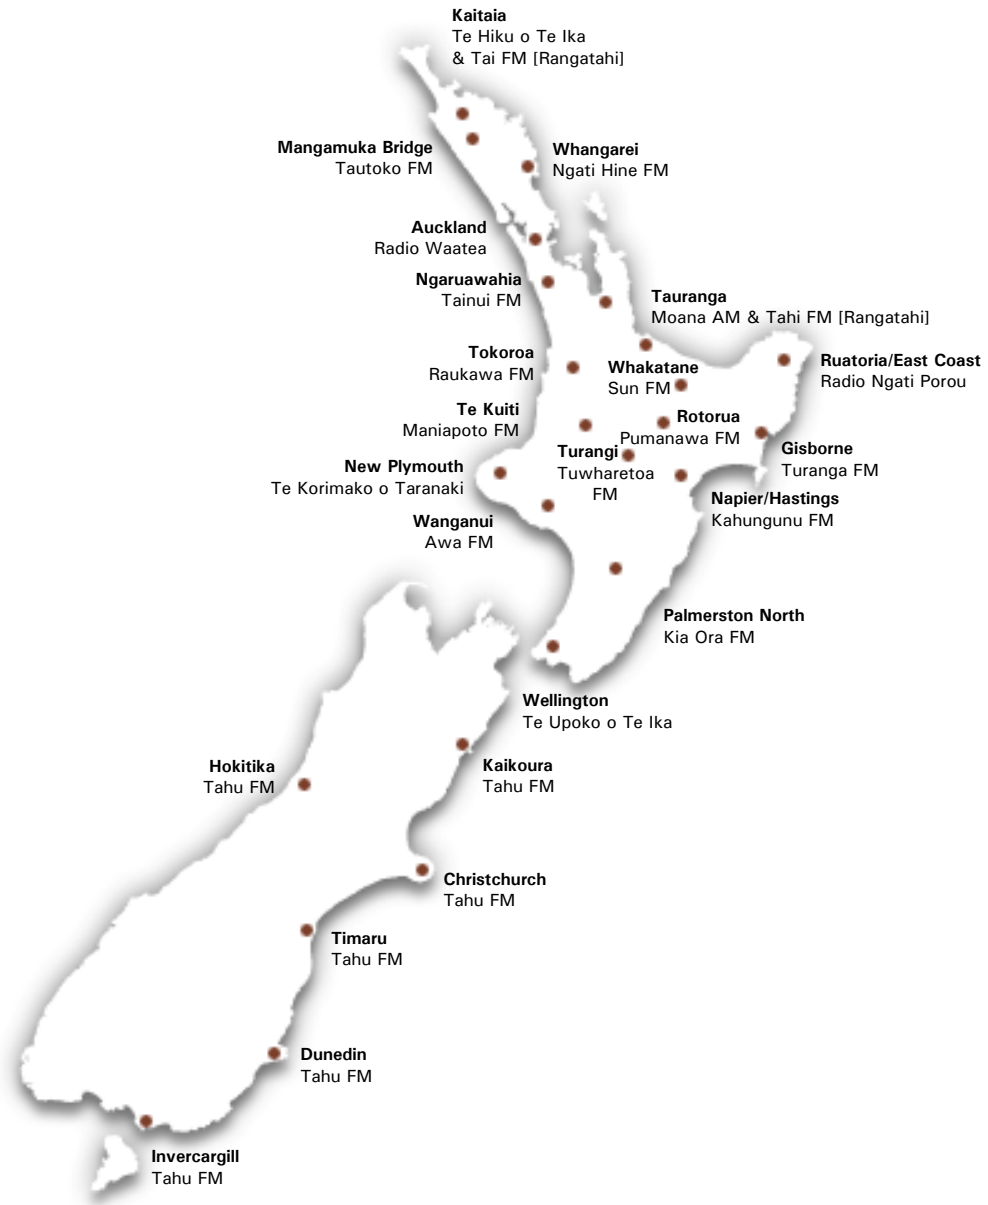 Kaitaia
Te Hiku o Te Ika
& Tai FM [Rangatahi]
Mangamuka Bridge
Tautoko FM
Whangarei
Ngati Hine FM
Auckland
Radio Waatea
Ngaruawahia
Tainui FM
Tauranga
Moana AM & Tahi FM [Rangatahi]
Tokoroa
Raukawa FM
Whakatane
Sun FM
Ruatoria/East Coast
Radio Ngati Porou
Te Kuiti
Maniapoto FM
Rotorua
Pumanawa FM
Gisborne
Turanga FM
Turangi
Tuwharetoa
FM
New Plymouth
Te Korimako o Taranaki
Napier/Hastings
Kahungunu FM
Wanganui
Awa FM
Palmerston North
Kia Ora FM
Wellington
Te Upoko o Te Ika
Hokitika
Tahu FM
Kaikoura
Tahu FM
Christchurch
Tahu FM
Timaru
Tahu FM
Dunedin
Tahu FM
Invercargill
Tahu FM